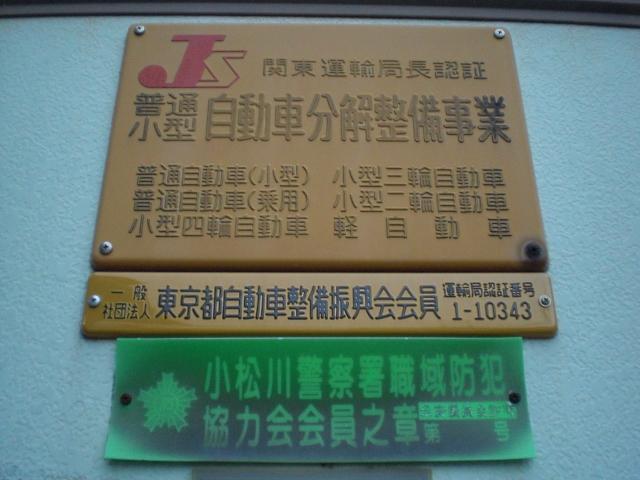 JS 関東運輸局長認証
普通
小型 自動車分解整備事業
普通自動車(小型) 小型三輪自動車
普通自動車(乗用) 小型二輪自動車
小型四輪自動車 軽自動車
一般
社団法人 東京都自動車整備振興会会員 運輸局認証番号
1-10343
小松川警察署職域防犯
協力会会員之章 第 号